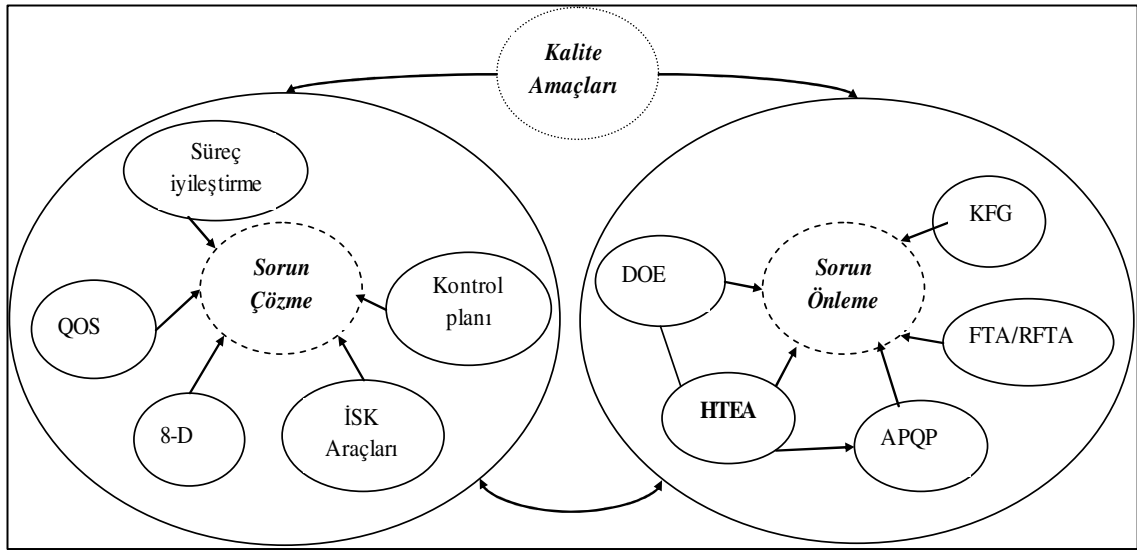 Kalite
Amaçları
Süreç
iyileştirme
Sorun
Çözme
Kontrol
planı
QOS
8-D
İSK
Araçları
KFG
DOE
Sorun
Önleme
FTA/RFTA
HTEA
APQP